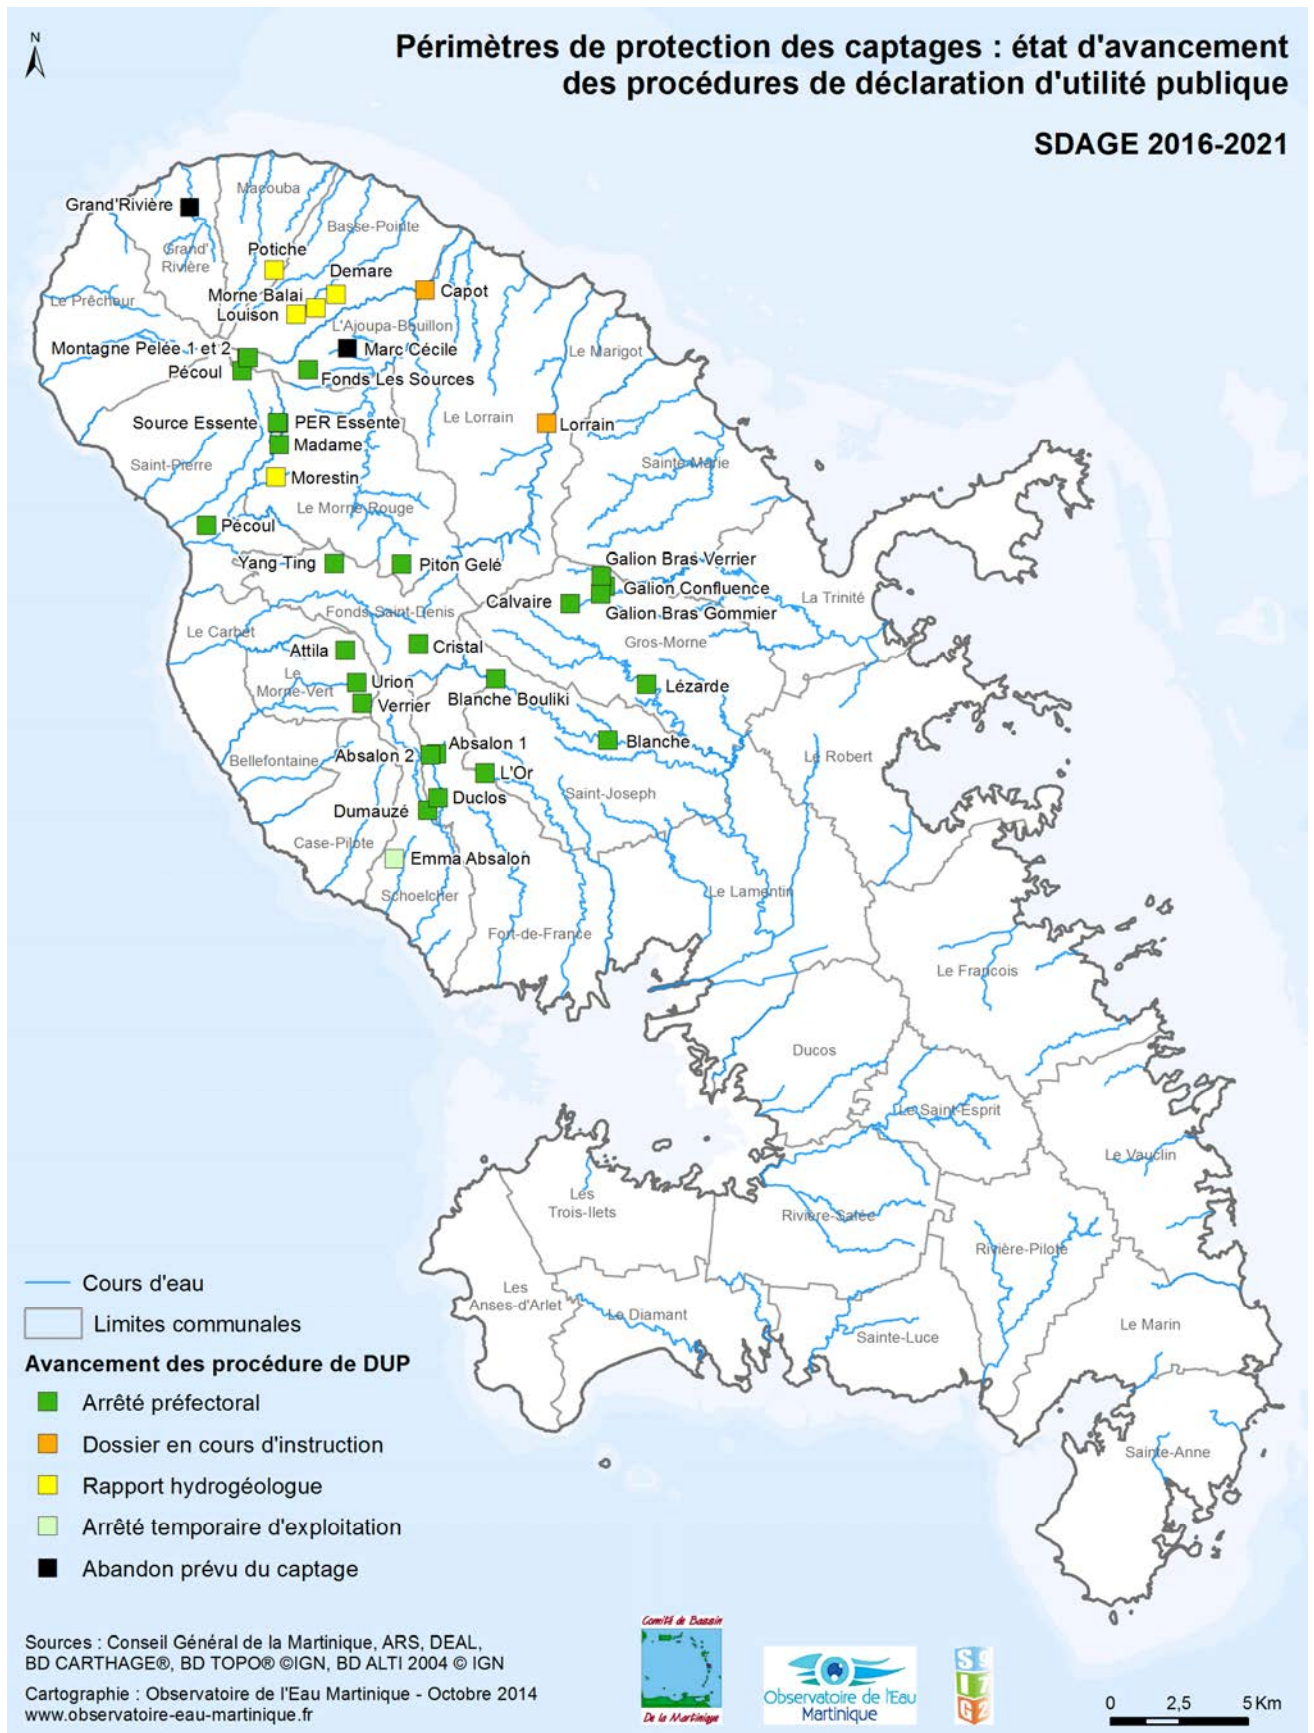 N
Périmètres de protection des captages : état d'avancement
des procédures de déclaration d'utilité publique
SDAGE 2016-2021
Macouba
Grand'Rivière
Basse-Pointe
Grand'
Rivière
Potiche
Demare
Le Prêcheur
Morne Balai
Capot
Louison
L'Ajoupa-Bouillon
Montagne Pelée 1 et 2
Marc Cécile
Le Marigot
Pécoul
Fonds Les Sources
Le Lorrain
Source Essente
PER Essente
Lorrain
Madame
Saint-Pierre
Sainte-Marie
Morestin
Le Morne-Rouge
Pécoul
Yang Ting
Piton Gelé
Galion Bras Verrier
Galion Confluence
Calvaire
La Trinité
Fonds-Saint-Denis
Galion Bras Gommier
Le Carbet
Gros-Morne
Attila
Cristal
Le
Morne-Vert
Urion
Lézarde
Verrier
Blanche Bouliki
Absalon 1
Blanche
Absalon 2
Bellefontaine
Le Robert
L'Or
Duclos
Saint-Joseph
Dumauzé
Case-Pilote
Emma Absalon
Schoelcher
Le Lamentin
Fort-de-France
Le François
Ducos
Le Saint-Esprit
Le Vauclin
Les
Trois-Ilets
Rivière-Salée
Rivière-Pilote
Les
Anses-d'Arlet
Le Diamant
Le Marin
Sainte-Luce
Sainte-Anne
Cours d'eau
Limites communales
Avancement des procédure de DUP
Arrêté préfectoral
Dossier en cours d'instruction
Rapport hydrogéologue
Arrêté temporaire d'exploitation
Abandon prévu du captage
Sources : Conseil Général de la Martinique, ARS, DEAL,
BD CARTHAGE®, BD TOPO® ©IGN, BD ALTI 2004 © IGN
Cartographie : Observatoire de l'Eau Martinique - Octobre 2014
www.observatoire-eau-martinique.fr
Comité de Bassin
De la Martinique
Observatoire de l'Eau
Martinique
0 2,5 5 Km